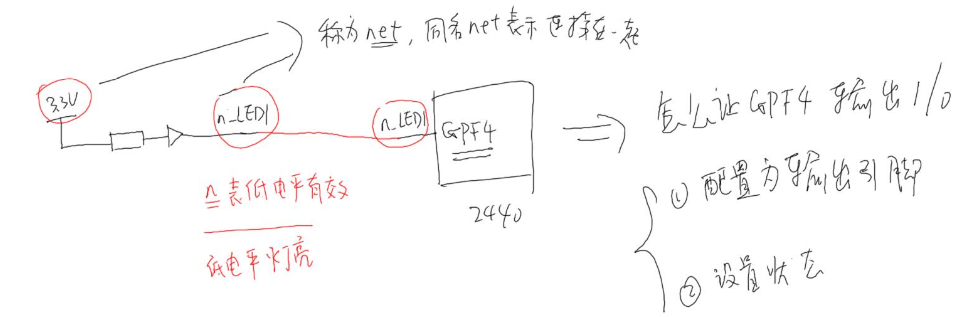 称为net，同名net表示连接在一起
3.3V
n_LED1
n_LED1
GPF4
2440
n表低电平有效
低电平灯亮
怎么让GPF4输出1/0
① 配置为输出引脚
② 设置状态